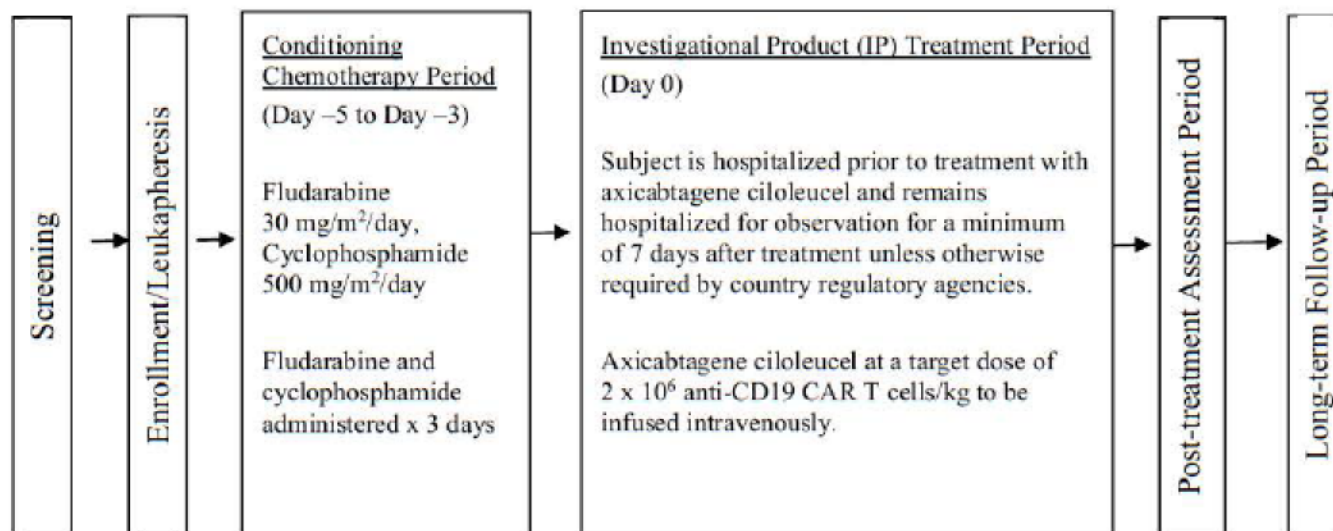 Screening
Enrollment/Leukapheresis
Conditioning
Chemotherapy Period
(Day –5 to Day –3)
Fludarabine
30 mg/m²/day,
Cyclophosphamide
500 mg/m²/day
Fludarabine and
cyclophosphamide
administered x 3 days
Investigational Product (IP) Treatment Period
(Day 0)
Subject is hospitalized prior to treatment with
axicabtagene ciloleucel and remains
hospitalized for observation for a minimum
of 7 days after treatment unless otherwise
required by country regulatory agencies.
Axicabtagene ciloleucel at a target dose of
2 x 10⁶ anti-CD19 CAR T cells/kg to be
infused intravenously.
Post-treatment Assessment Period
Long-term Follow-up Period